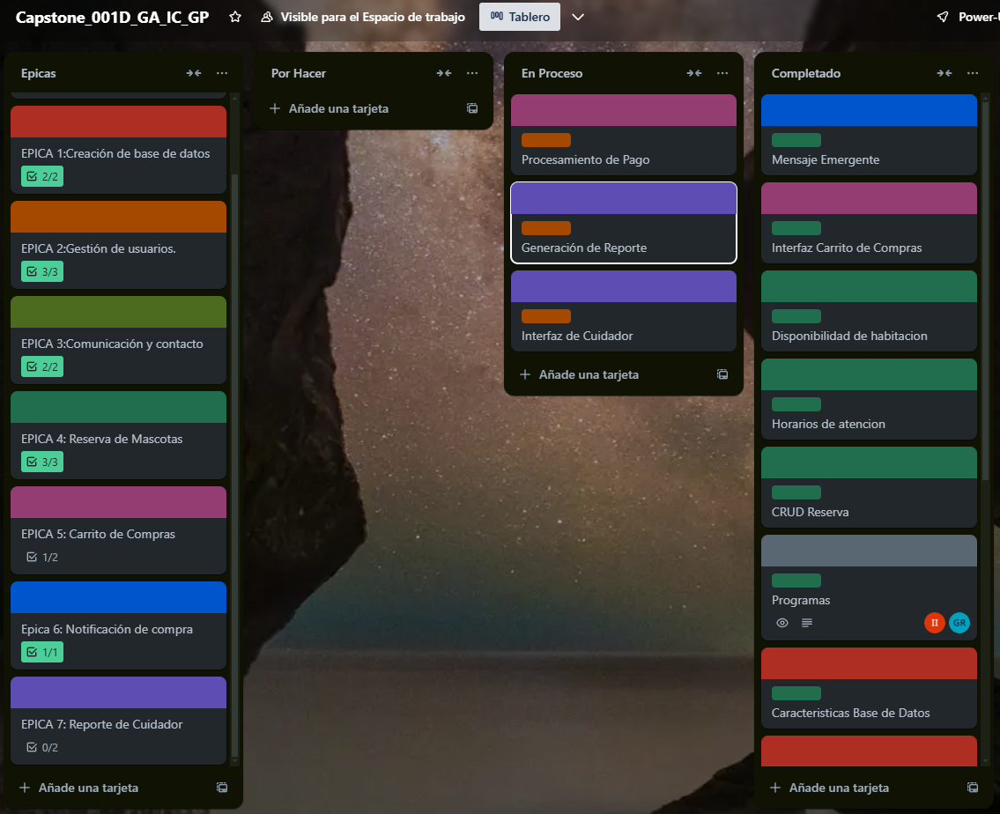 Capstone_001D_GA_IC_GP
Visible para el Espacio de trabajo
Tablero
Power-
Epicas
EPICA 1:Creación de base de datos
2/2
EPICA 2:Gestión de usuarios.
3/3
EPICA 3:Comunicación y contacto
2/2
EPICA 4: Reserva de Mascotas
3/3
EPICA 5: Carrito de Compras
1/2
Epica 6: Notificación de compra
1/1
EPICA 7: Reporte de Cuidador
0/2
Añade una tarjeta
Por Hacer
Añade una tarjeta
En Proceso
Procesamiento de Pago
Generación de Reporte
Interfaz de Cuidador
Añade una tarjeta
Completado
Mensaje Emergente
Interfaz Carrito de Compras
Disponibilidad de habitacion
Horarios de atencion
CRUD Reserva
Programas
II
GR
Caracteristicas Base de Datos
Añade una tarjeta